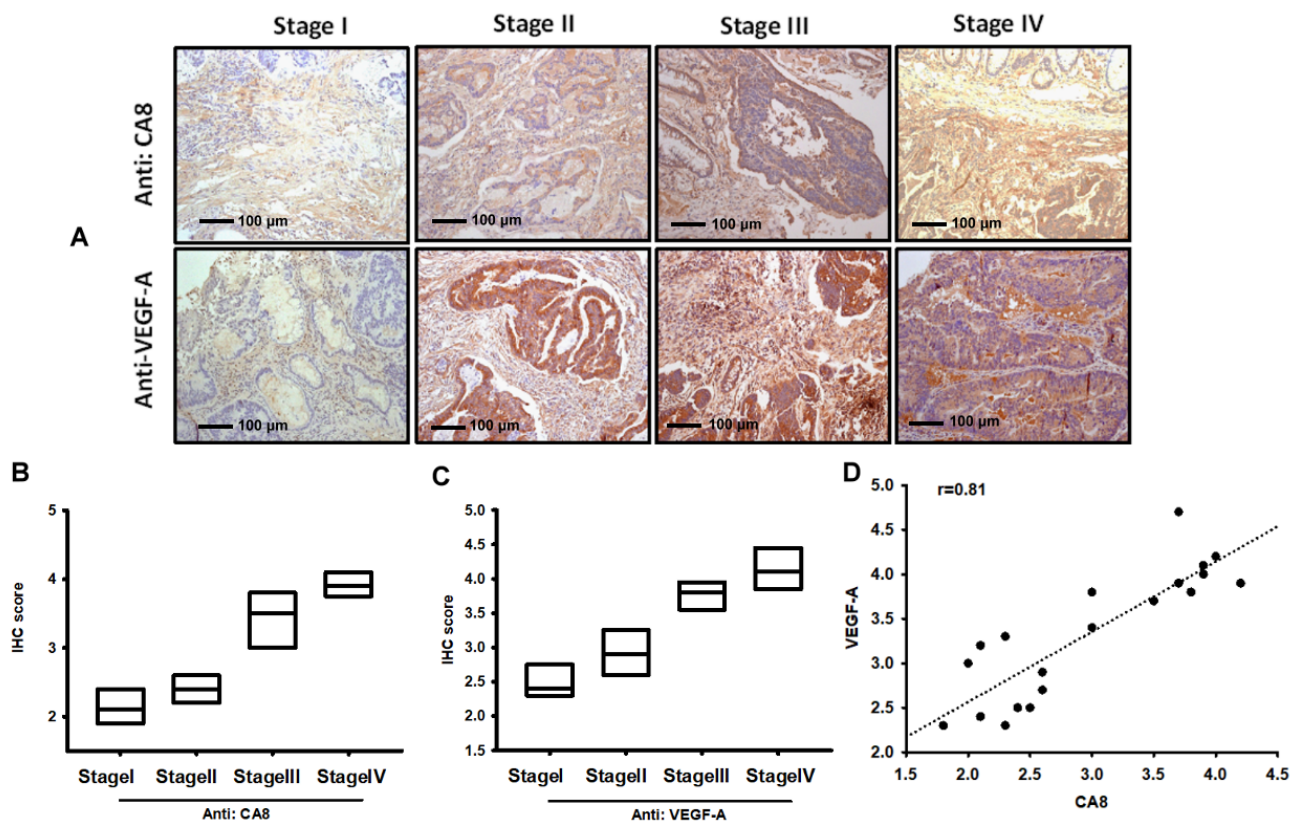 Stage I Stage II Stage III Stage IV
Anti: CA8
100 µm 100 µm 100 µm 100 µm
A
Anti-VEGF-A
100 µm 100 µm 100 µm 100 µm
B
IHC score
5
4
3
2
StageI StageII StageIII StageIV
Anti: CA8
C
IHC score
5.0
4.5
4.0
3.5
3.0
2.5
2.0
1.5
StageI StageII StageIII StageIV
Anti: VEGF-A
D
r=0.81
VEGF-A
5.0
4.5
4.0
3.5
3.0
2.5
2.0
1.5 2.0 2.5 3.0 3.5 4.0 4.5
CA8